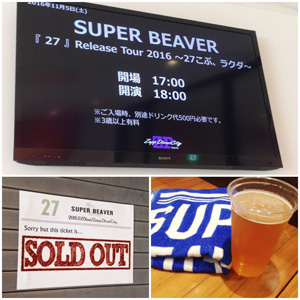 2016年11月5日(土)
SUPER BEAVER
『 27 』Release Tour 2016 ～27こぶ、ラクダ～
開場 17:00
開演 18:00
※ご入場時、別途ドリンク代500円必要です。
※3歳以上有料
Zepp DiverCity
SONY
27
SUPER BEAVER
Sorry but this ticket is...
SOLD OUT
SUP